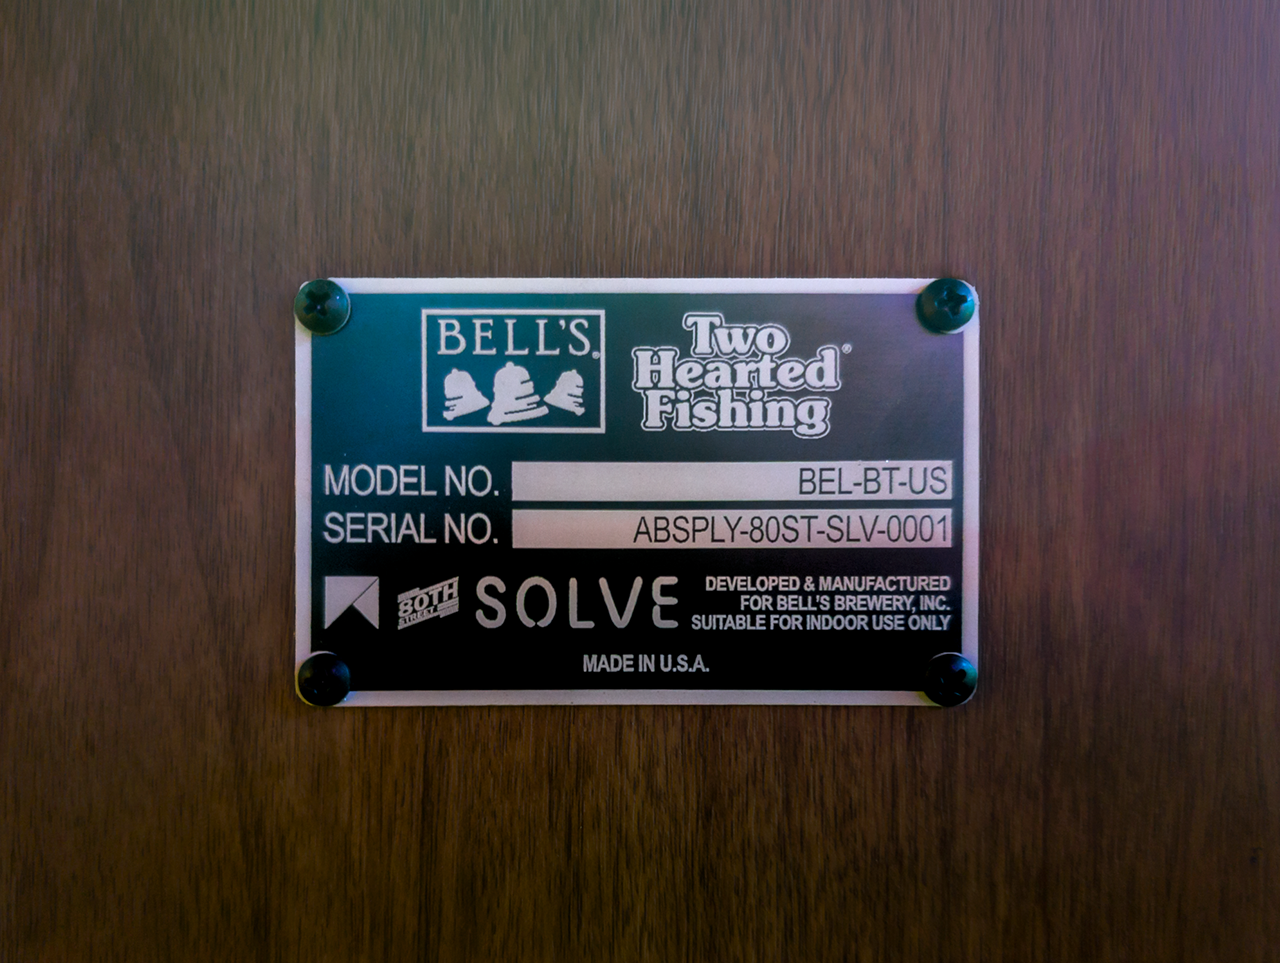 BELL'S®
Two
Hearted®
Fishing
MODEL NO. BEL-BT-US
SERIAL NO. ABSPLY-80ST-SLV-0001
80TH
STREET
SOLVE
DEVELOPED & MANUFACTURED
FOR BELL'S BREWERY, INC.
SUITABLE FOR INDOOR USE ONLY
MADE IN U.S.A.